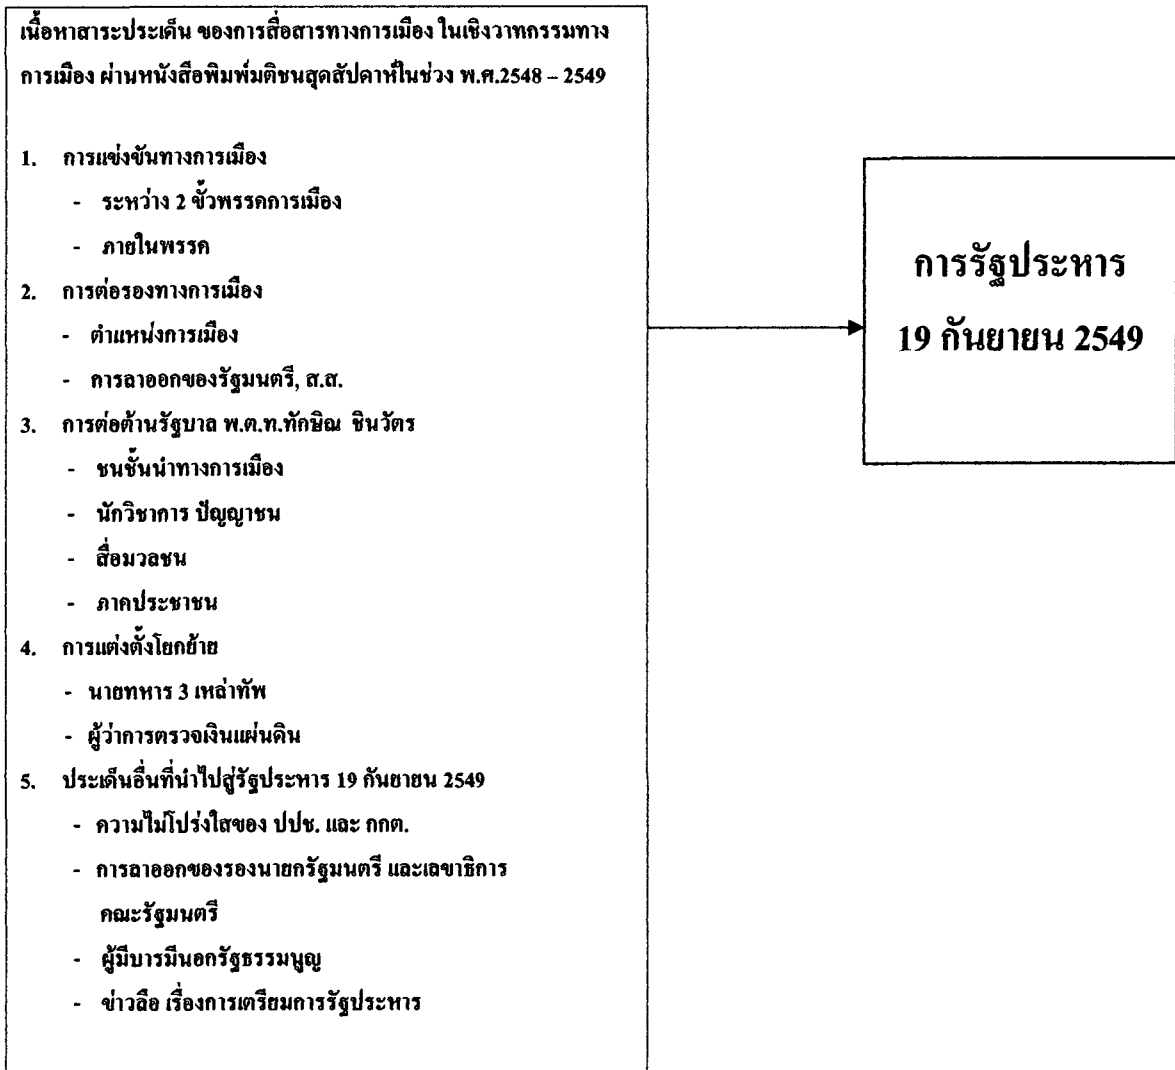 เนื้อหาสาระประเด็น ของการสื่อสารทางการเมือง ในเชิงวาทกรรมทาง
การเมือง ผ่านหนังสือพิมพ์มติชนสุดสัปดาห์ในช่วง พ.ศ.2548 – 2549
1. การแข่งขันทางการเมือง
- ระหว่าง 2 ขั้วพรรคการเมือง
- ภายในพรรค
2. การต่อรองทางการเมือง
- ตำแหน่งการเมือง
- การลาออกของรัฐมนตรี, ส.ส.
3. การต่อต้านรัฐบาล พ.ต.ท.ทักษิณ ชินวัตร
- ชนชั้นนำทางการเมือง
- นักวิชาการ ปัญญาชน
- สื่อมวลชน
- ภาคประชาชน
4. การแต่งตั้งโยกย้าย
- นายทหาร 3 เหล่าทัพ
- ผู้ว่าการตรวจเงินแผ่นดิน
5. ประเด็นอื่นที่นำไปสู่รัฐประหาร 19 กันยายน 2549
- ความไม่โปร่งใสของ ปปช. และ กกต.
- การลาออกของรองนายกรัฐมนตรี และเลขาธิการ
คณะรัฐมนตรี
- ผู้มีบารมีนอกรัฐธรรมนูญ
- ข่าวลือ เรื่องการเตรียมการรัฐประหาร
การรัฐประหาร
19 กันยายน 2549